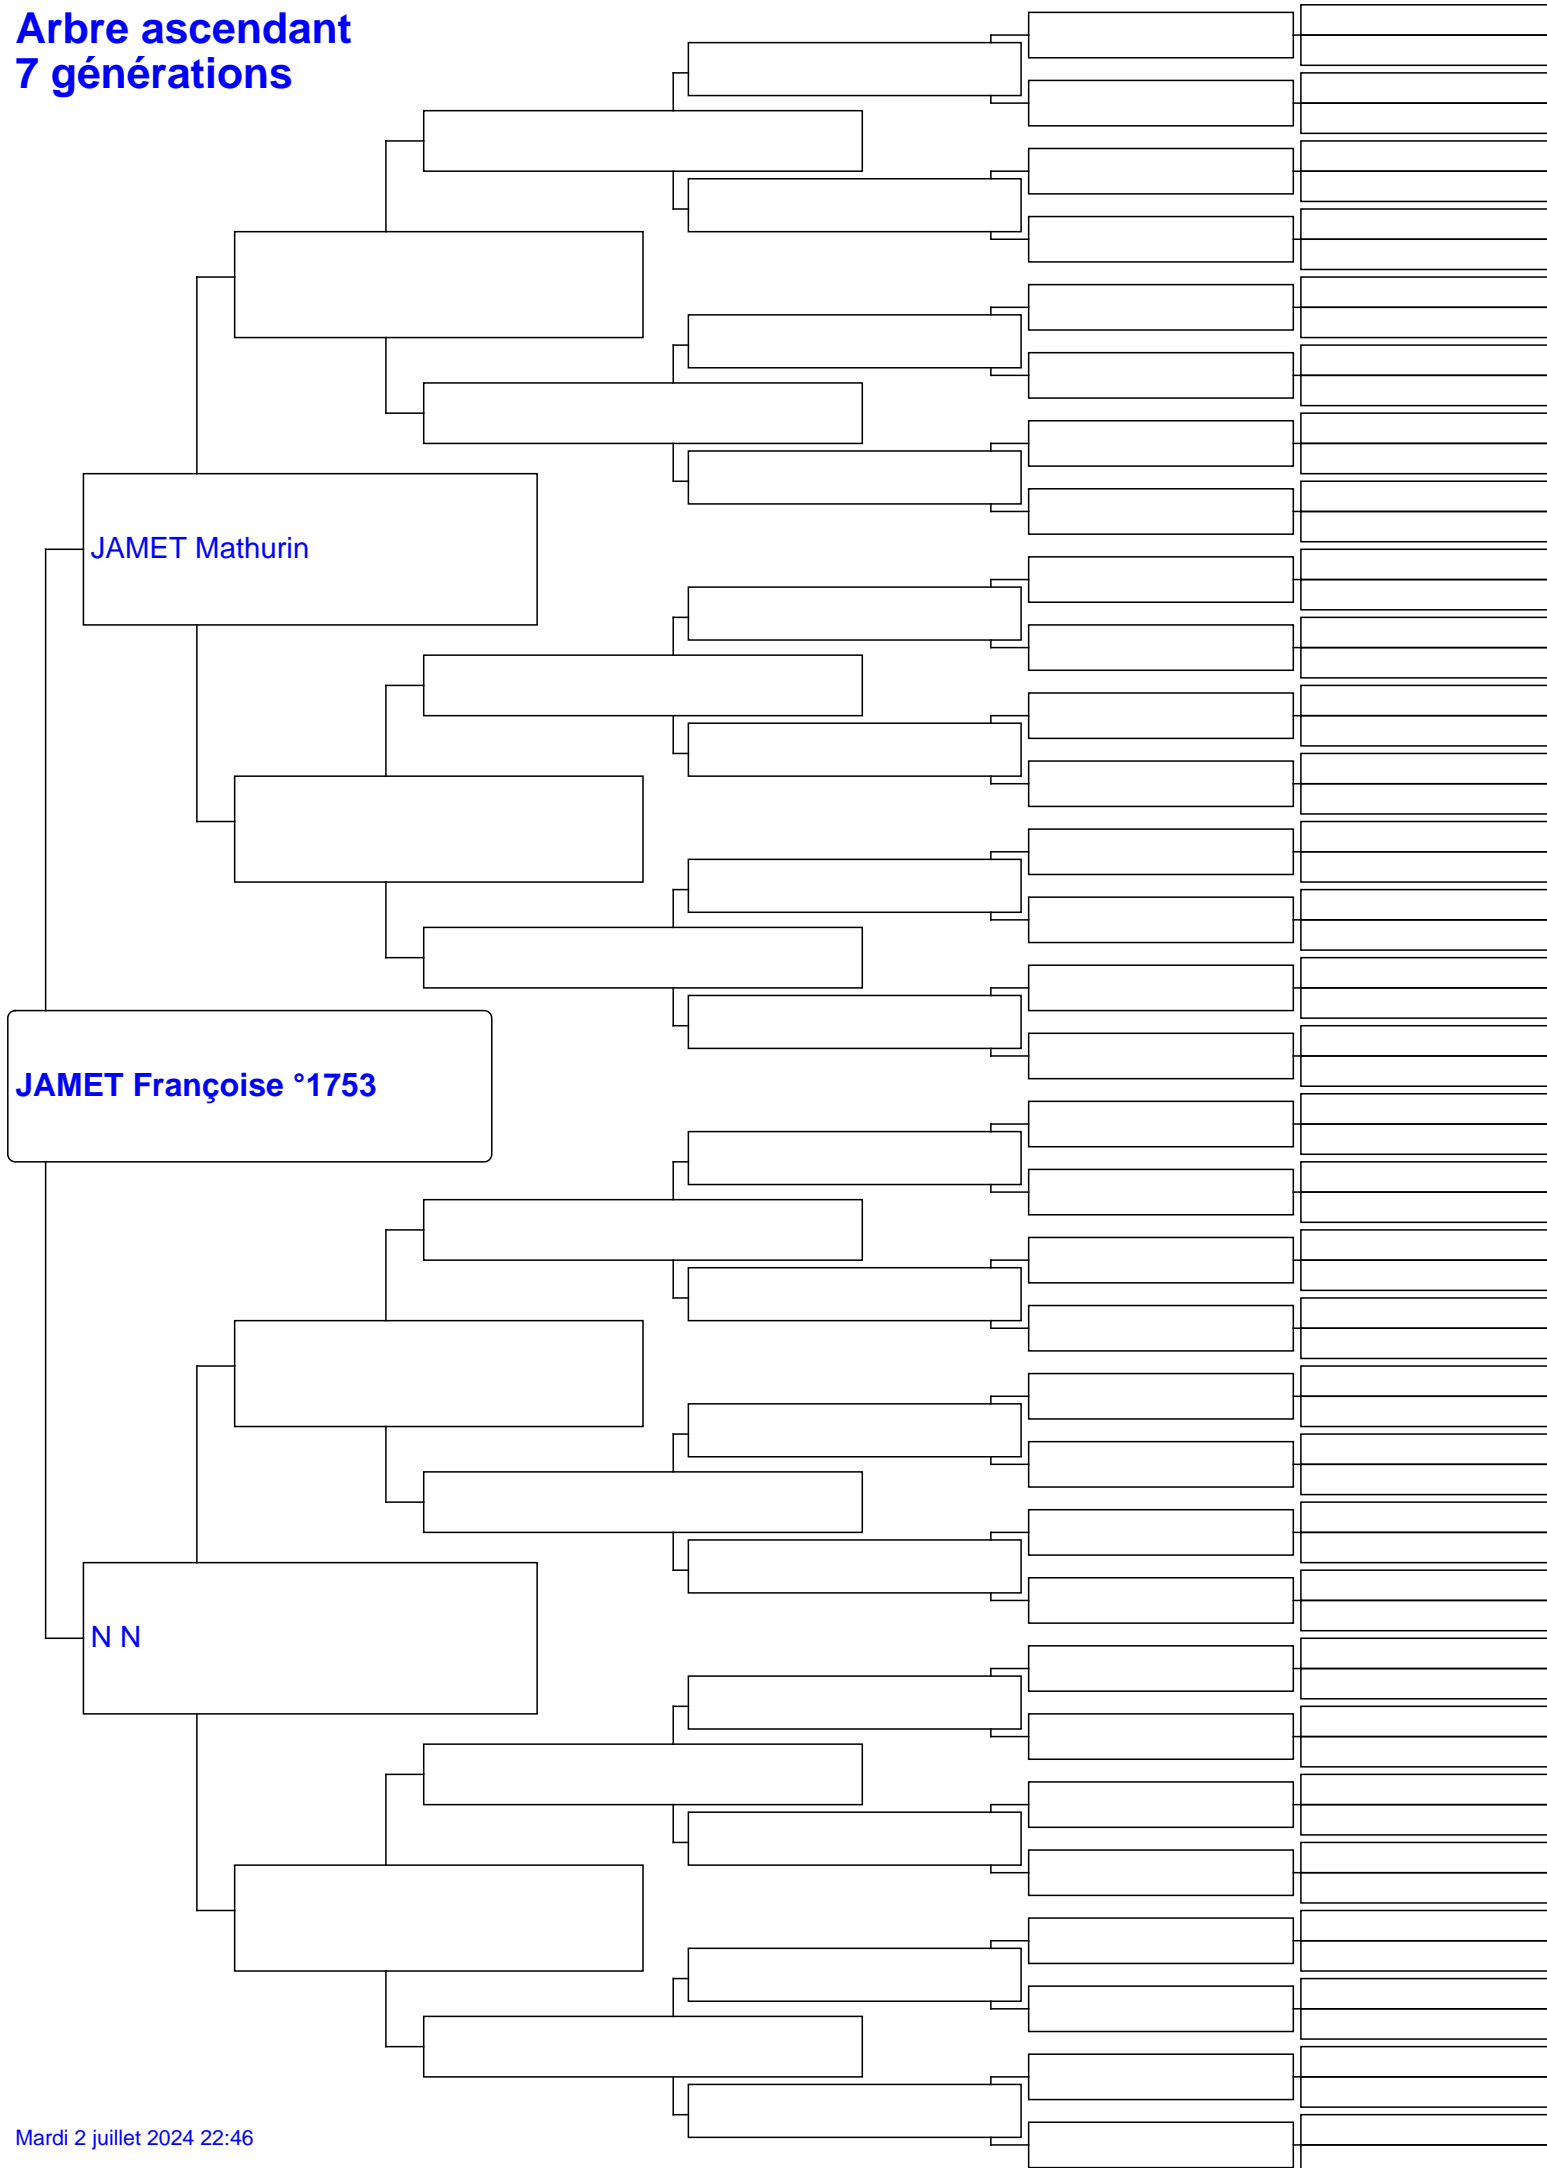 Arbre ascendant
7 générations
JAMET Mathurin
JAMET Françoise °1753
N N
Mardi 2 juillet 2024 22:46